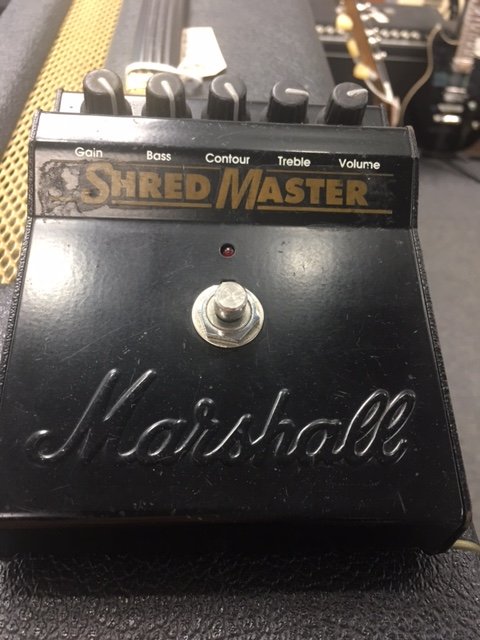 Gain Bass Contour Treble Volume
SHRED MASTER
Marshall